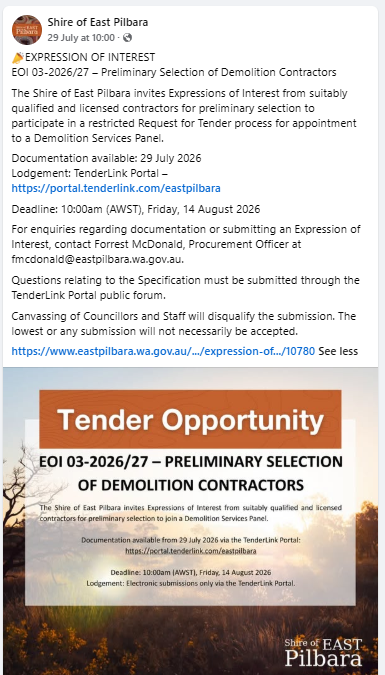 Shire of EAST
Pilbara
Shire of East Pilbara
29 July at 10:00 ·
EXPRESSION OF INTEREST
EOI 03-2026/27 – Preliminary Selection of Demolition Contractors
The Shire of East Pilbara invites Expressions of Interest from suitably
qualified and licensed contractors for preliminary selection to
participate in a restricted Request for Tender process for appointment
to a Demolition Services Panel.
Documentation available: 29 July 2026
Lodgement: TenderLink Portal –
https://portal.tenderlink.com/eastpilbara
Deadline: 10:00am (AWST), Friday, 14 August 2026
For enquiries regarding documentation or submitting an Expression of
Interest, contact Forrest McDonald, Procurement Officer at
fmcdonald@eastpilbara.wa.gov.au.
Questions relating to the Specification must be submitted through the
TenderLink Portal public forum.
Canvassing of Councillors and Staff will disqualify the submission. The
lowest or any submission will not necessarily be accepted.
https://www.eastpilbara.wa.gov.au/.../expression-of.../10780 See less
Tender Opportunity
EOI 03-2026/27 – PRELIMINARY SELECTION
OF DEMOLITION CONTRACTORS
The Shire of East Pilbara invites Expressions of Interest from suitably qualified and licensed
contractors for preliminary selection to join a Demolition Services Panel.
Documentation available from 29 July 2026 via the TenderLink Portal:
https://portal.tenderlink.com/eastpilbara
Deadline: 10:00am (AWST), Friday, 14 August 2026
Lodgement: Electronic submissions only via the TenderLink Portal.
Shire of EAST
Pilbara